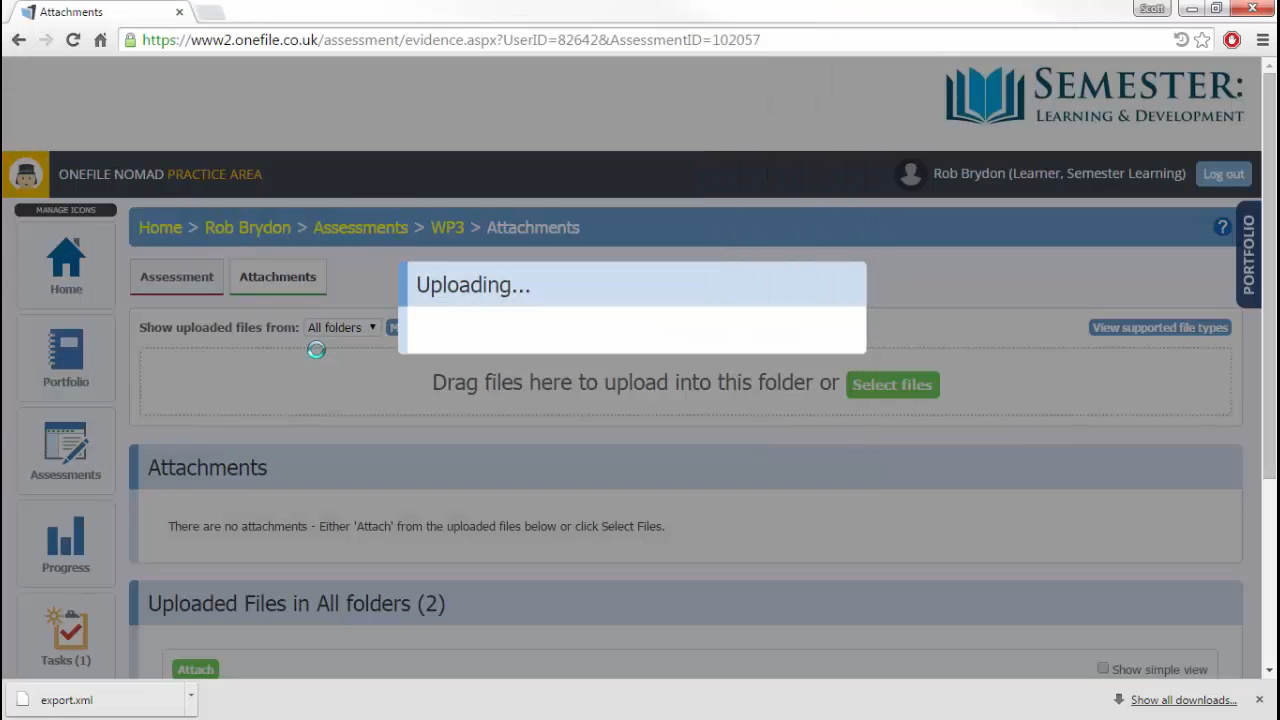 Attachments
Scott
https://www2.onefile.co.uk/assessment/evidence.aspx?UserID=82642&AssessmentID=102057
SEMESTER:
LEARNING & DEVELOPMENT
ONEFILE NOMAD PRACTICE AREA
Rob Brydon (Learner, Semester Learning)
Log out
MANAGE ICONS
Home > Rob Brydon > Assessments > WP3 > Attachments
?
PORTFOLIO
Home
Assessment
Attachments
Uploading...
Show uploaded files from:
All folders
View supported file types
Portfolio
Drag files here to upload into this folder or
Select files
Assessments
Attachments
There are no attachments - Either 'Attach' from the uploaded files below or click Select Files.
Progress
Uploaded Files in All folders (2)
Tasks (1)
Attach
Show simple view
export.xml
Show all downloads...